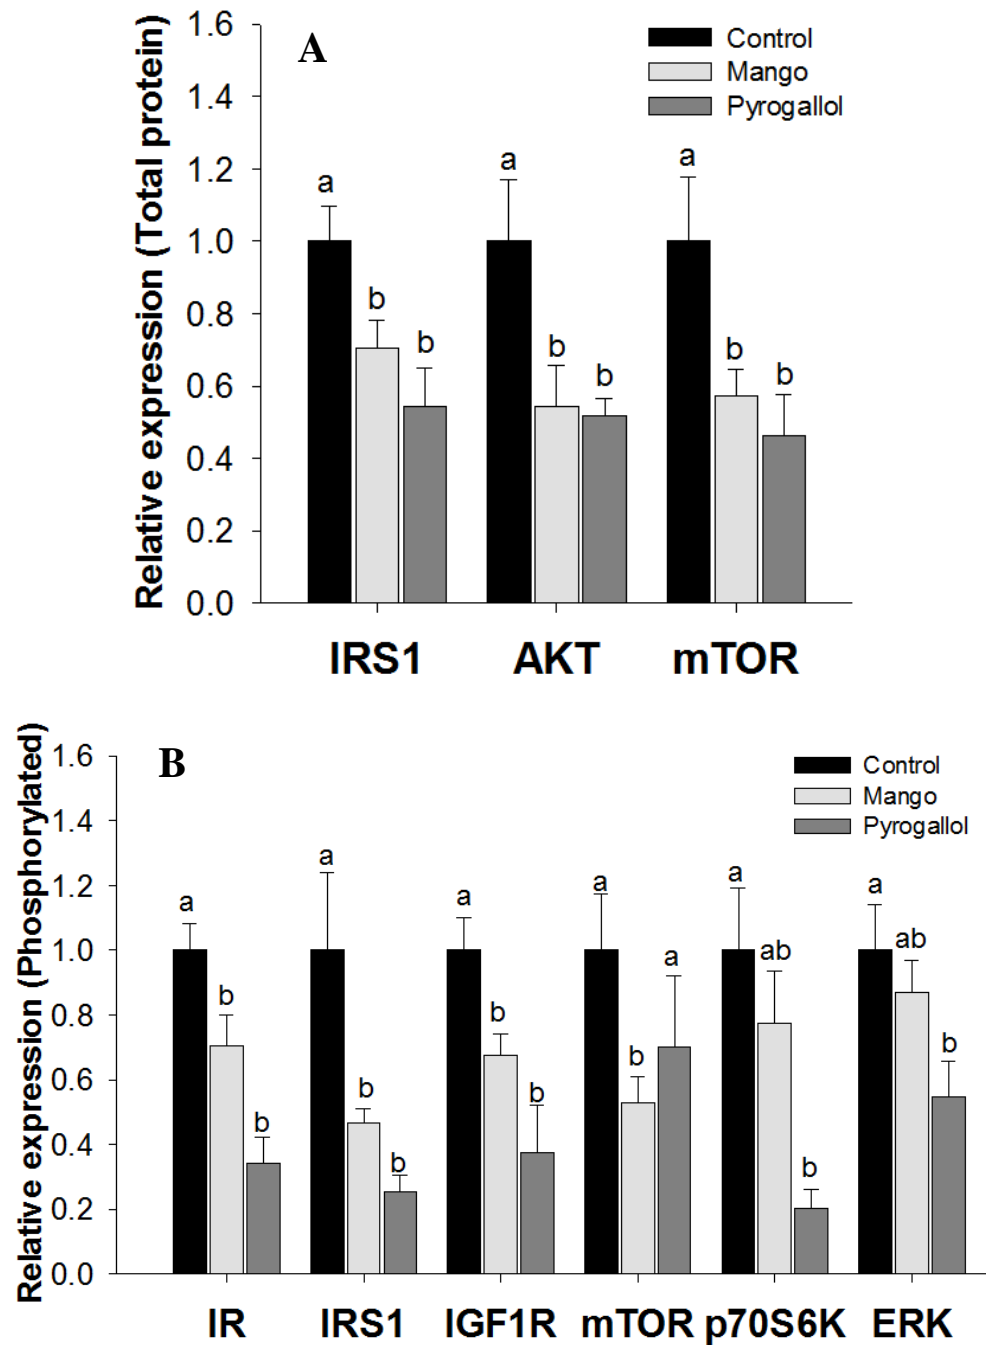 A
Control
Mango
Pyrogallol
Relative expression (Total protein)
1.6
1.4
1.2
1.0
0.8
0.6
0.4
0.2
0.0
a
b
b
a
b
b
a
b
b
IRS1 AKT mTOR
B
Control
Mango
Pyrogallol
Relative expression (Phosphorylated)
1.6
1.4
1.2
1.0
0.8
0.6
0.4
0.2
0.0
a
b
b
a
b
b
a
b
b
a
b
a
a
ab
b
a
ab
b
IR IRS1 IGF1R mTOR p70S6K ERK